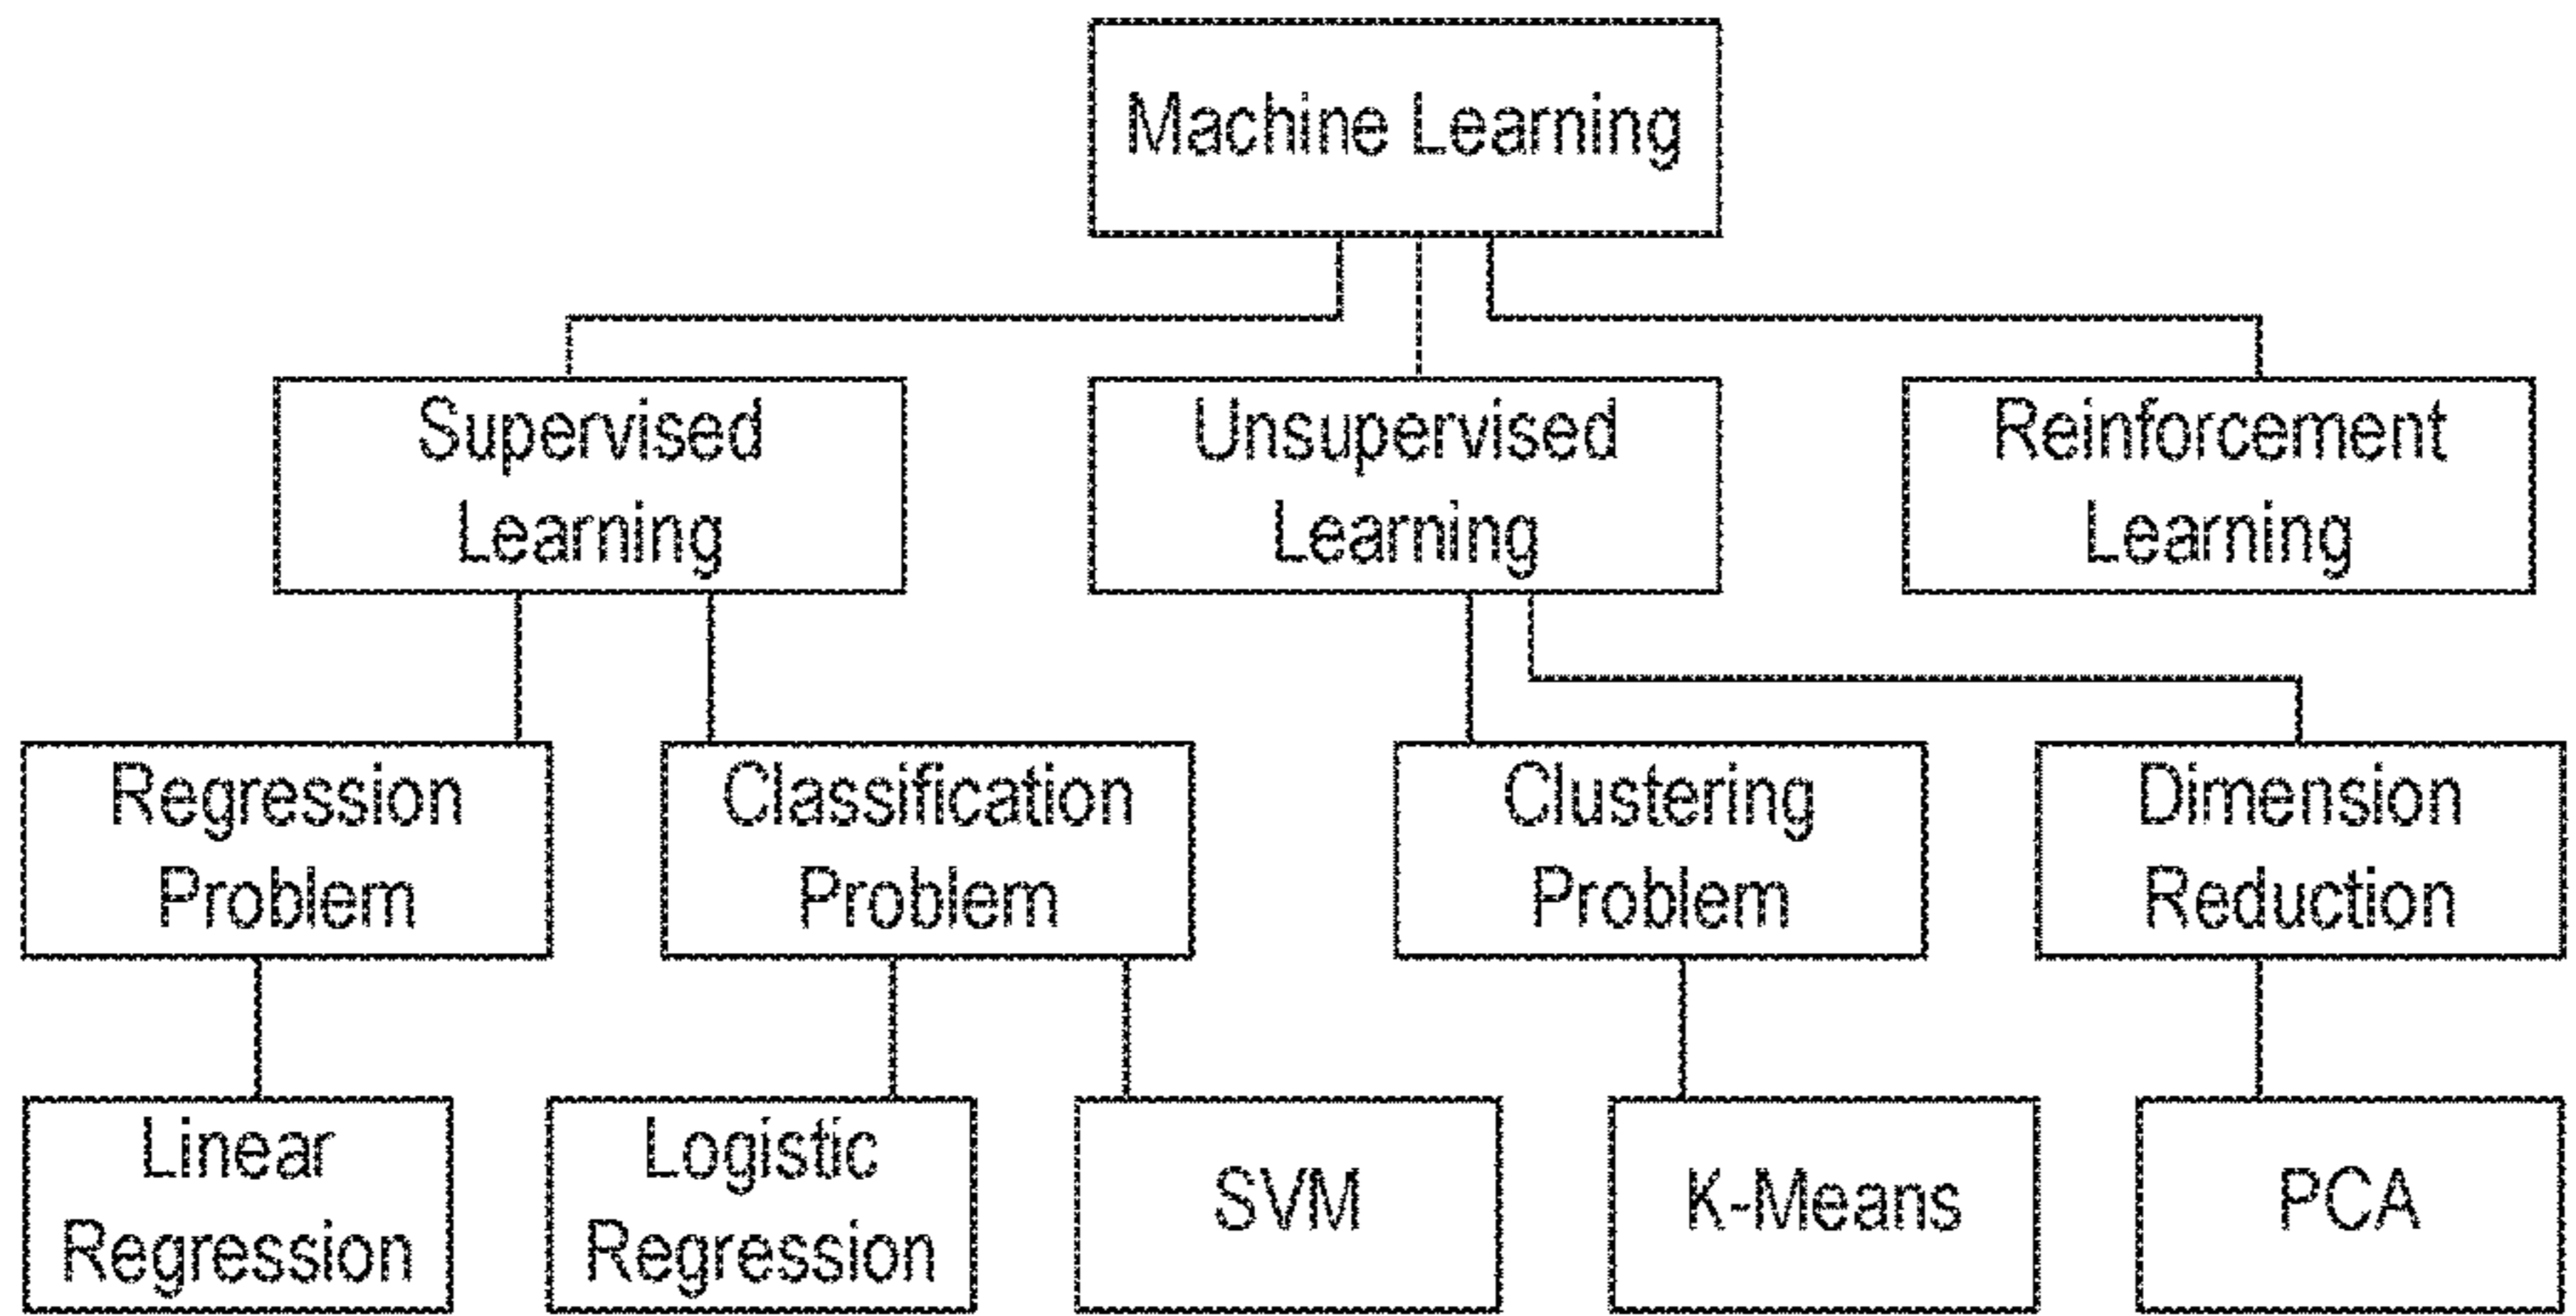 Machine Learning
Supervised
Learning
Unsupervised
Learning
Reinforcement
Learning
Regression
Problem
Classification
Problem
Clustering
Problem
Dimension
Reduction
Linear
Regression
Logistic
Regression
SVM
K-Means
PCA